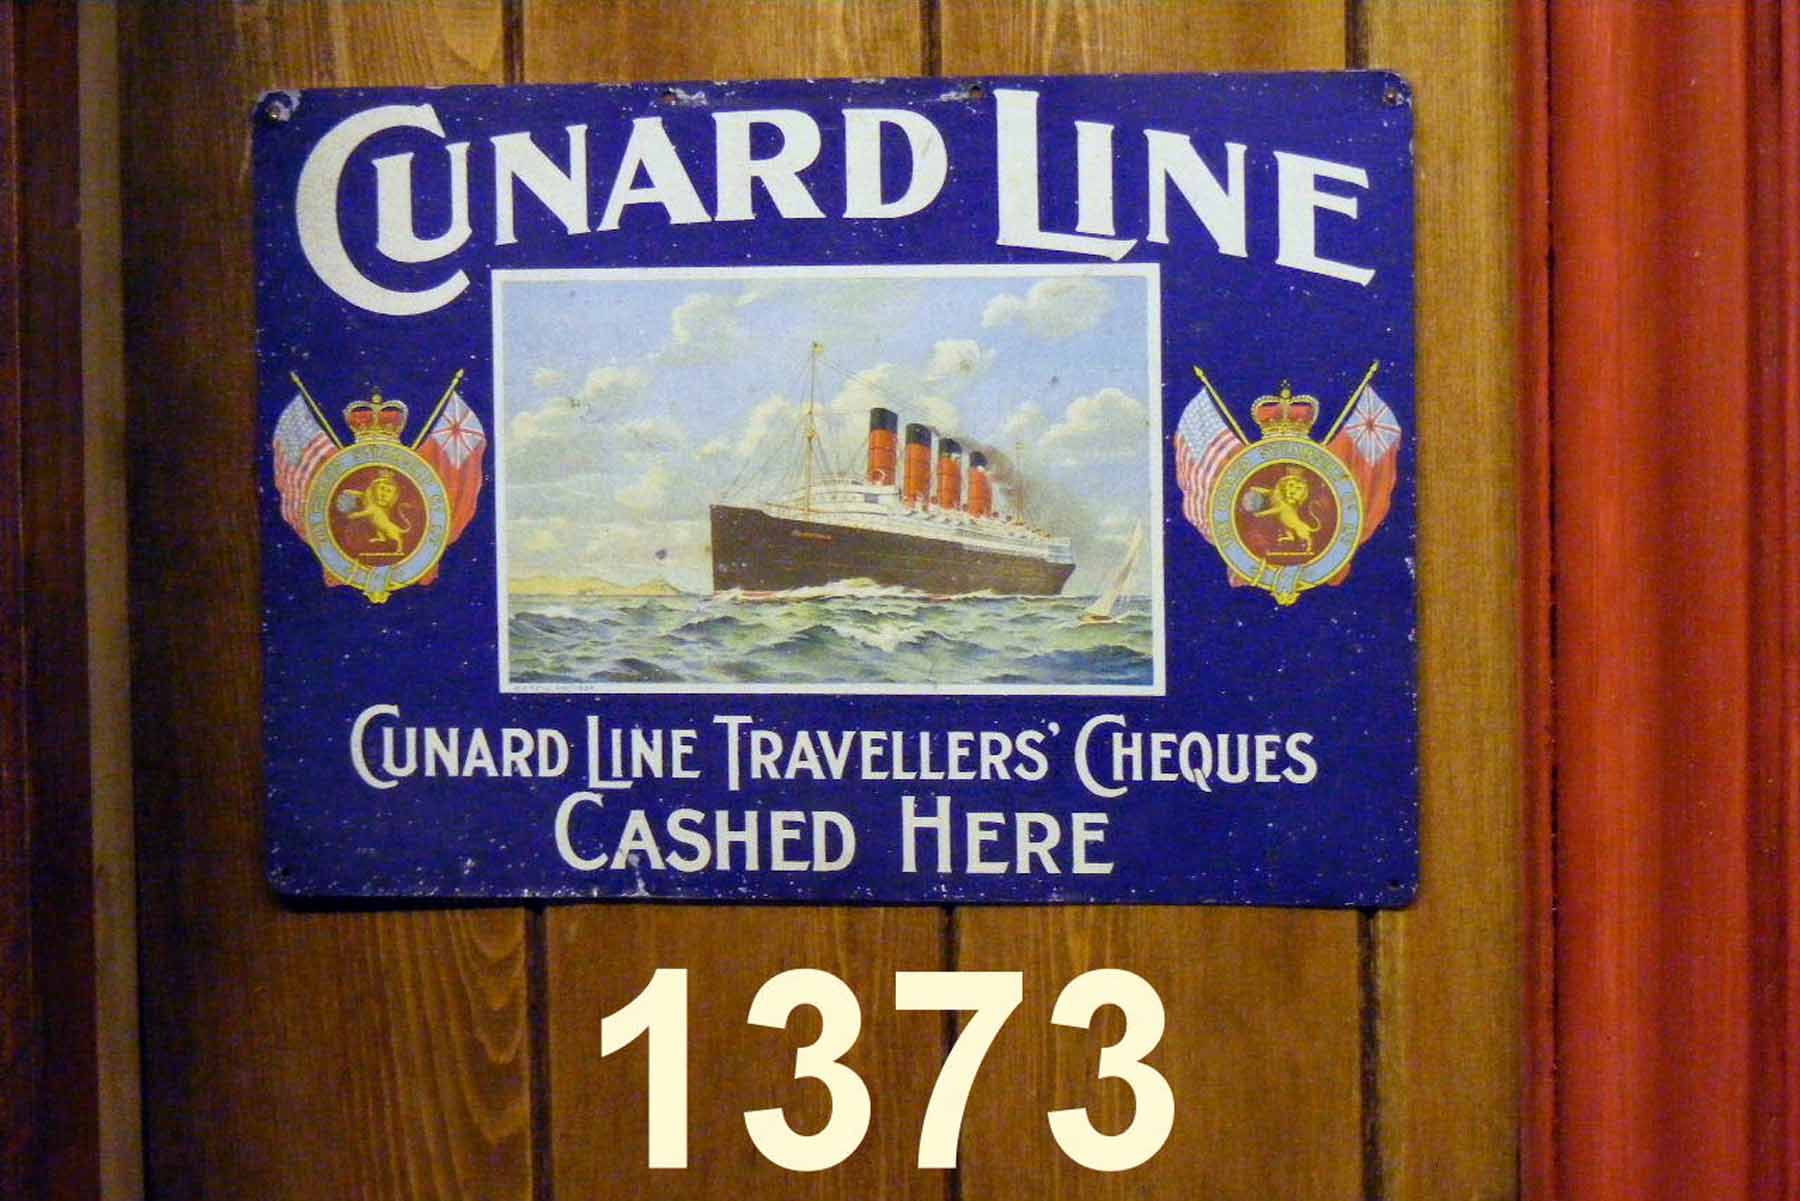 CUNARD LINE
CUNARD LINE TRAVELLERS' CHEQUES
CASHED HERE
1373